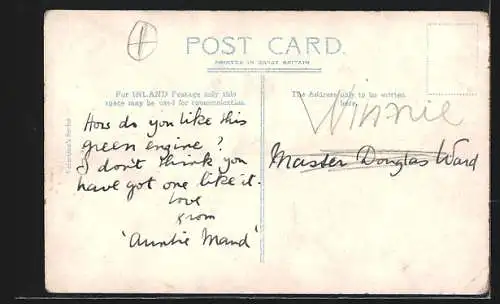 POST CARD.
PRINTED IN GREAT BRITAIN
For INLAND Postage only this
space may be used for communication.
The Address only to be written
here.
How do you like this
green engine?
I don't think you
have got one like it.
Love
from
'Auntie Maud'
Winnie
Master Douglas Ward